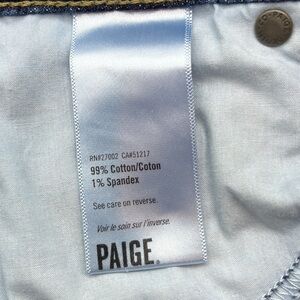 RN#27002 CA#51217
99% Cotton/Coton
1% Spandex
See care on reverse.
Voir le soin sur l'inverse.
PAIGE.